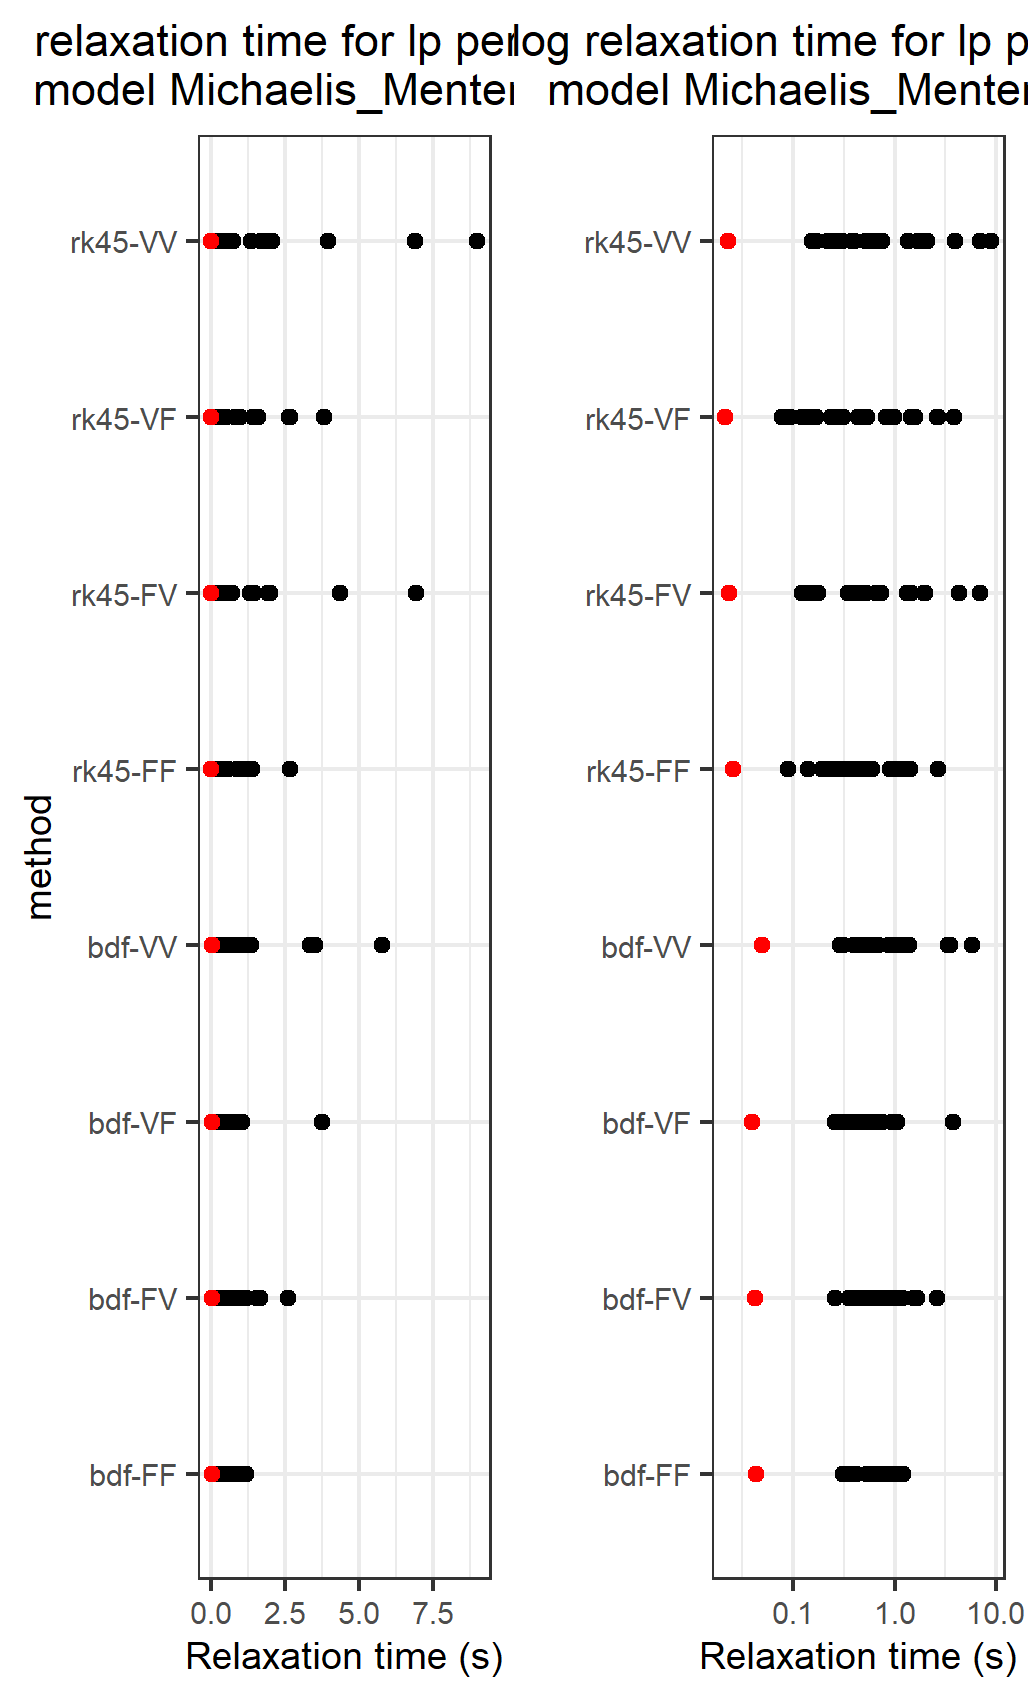 relaxation time for lp per
model Michaelis_Menten
method
rk45-VV
rk45-VF
rk45-FV
rk45-FF
bdf-VV
bdf-VF
bdf-FV
bdf-FF
0.0 2.5 5.0 7.5
Relaxation time (s)
log relaxation time for lp p
model Michaelis_Menten
rk45-VV
rk45-VF
rk45-FV
rk45-FF
bdf-VV
bdf-VF
bdf-FV
bdf-FF
0.1 1.0 10.0
Relaxation time (s)